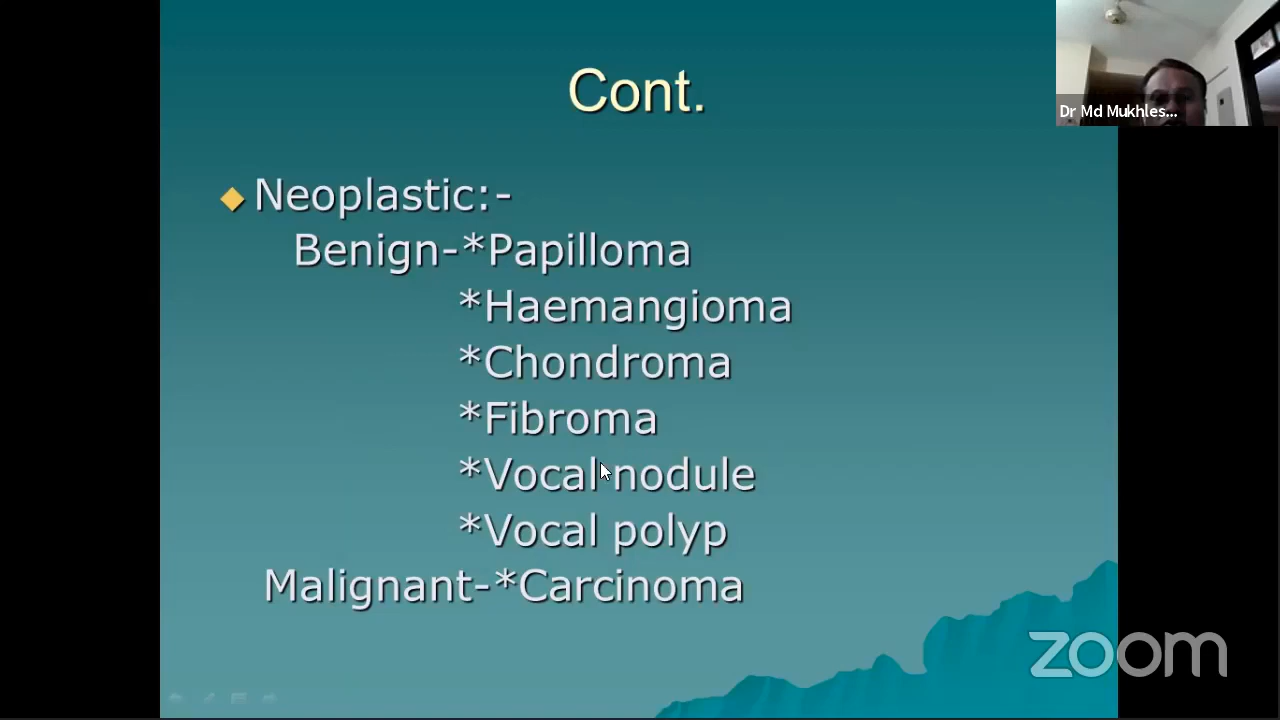 Cont.
Dr Md Mukhles...
Neoplastic:-
Benign-*Papilloma
*Haemangioma
*Chondroma
*Fibroma
*Vocal nodule
*Vocal polyp
Malignant-*Carcinoma
zoom